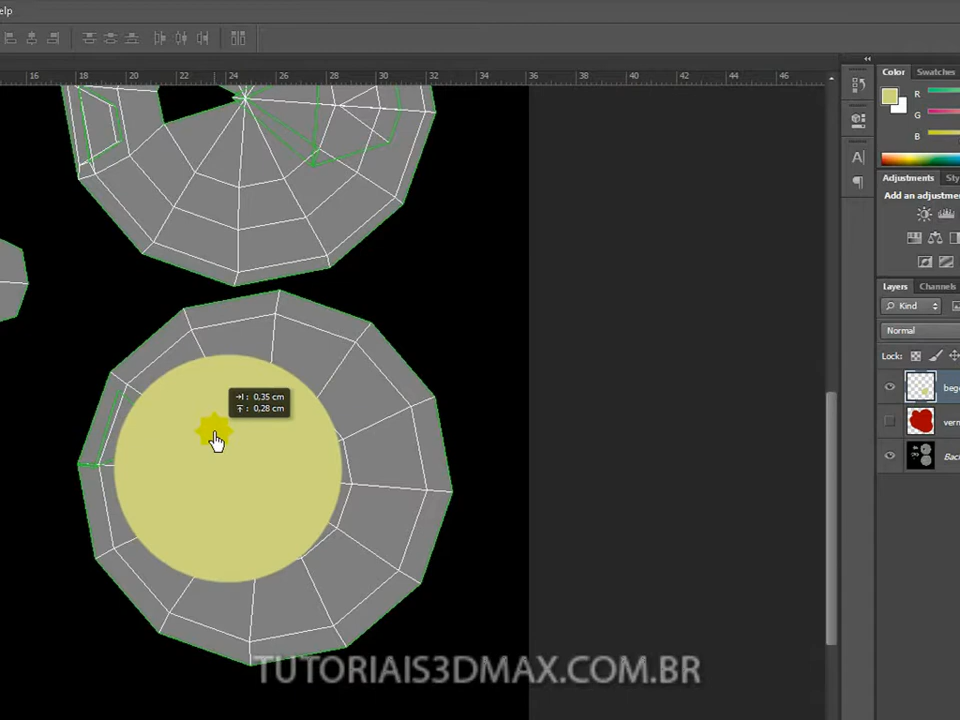 elp
16 18 20 22 24 26 28 30 32 34 36 38 40 42 44 46
Color Swatches
R
G
B
Adjustments Sty
Add an adjustme
Layers Channels
Kind
Normal
Lock:
bege
verm
Back
→|: 0,35 cm
0,28 cm
TUTORIAIS3DMAX.COM.BR